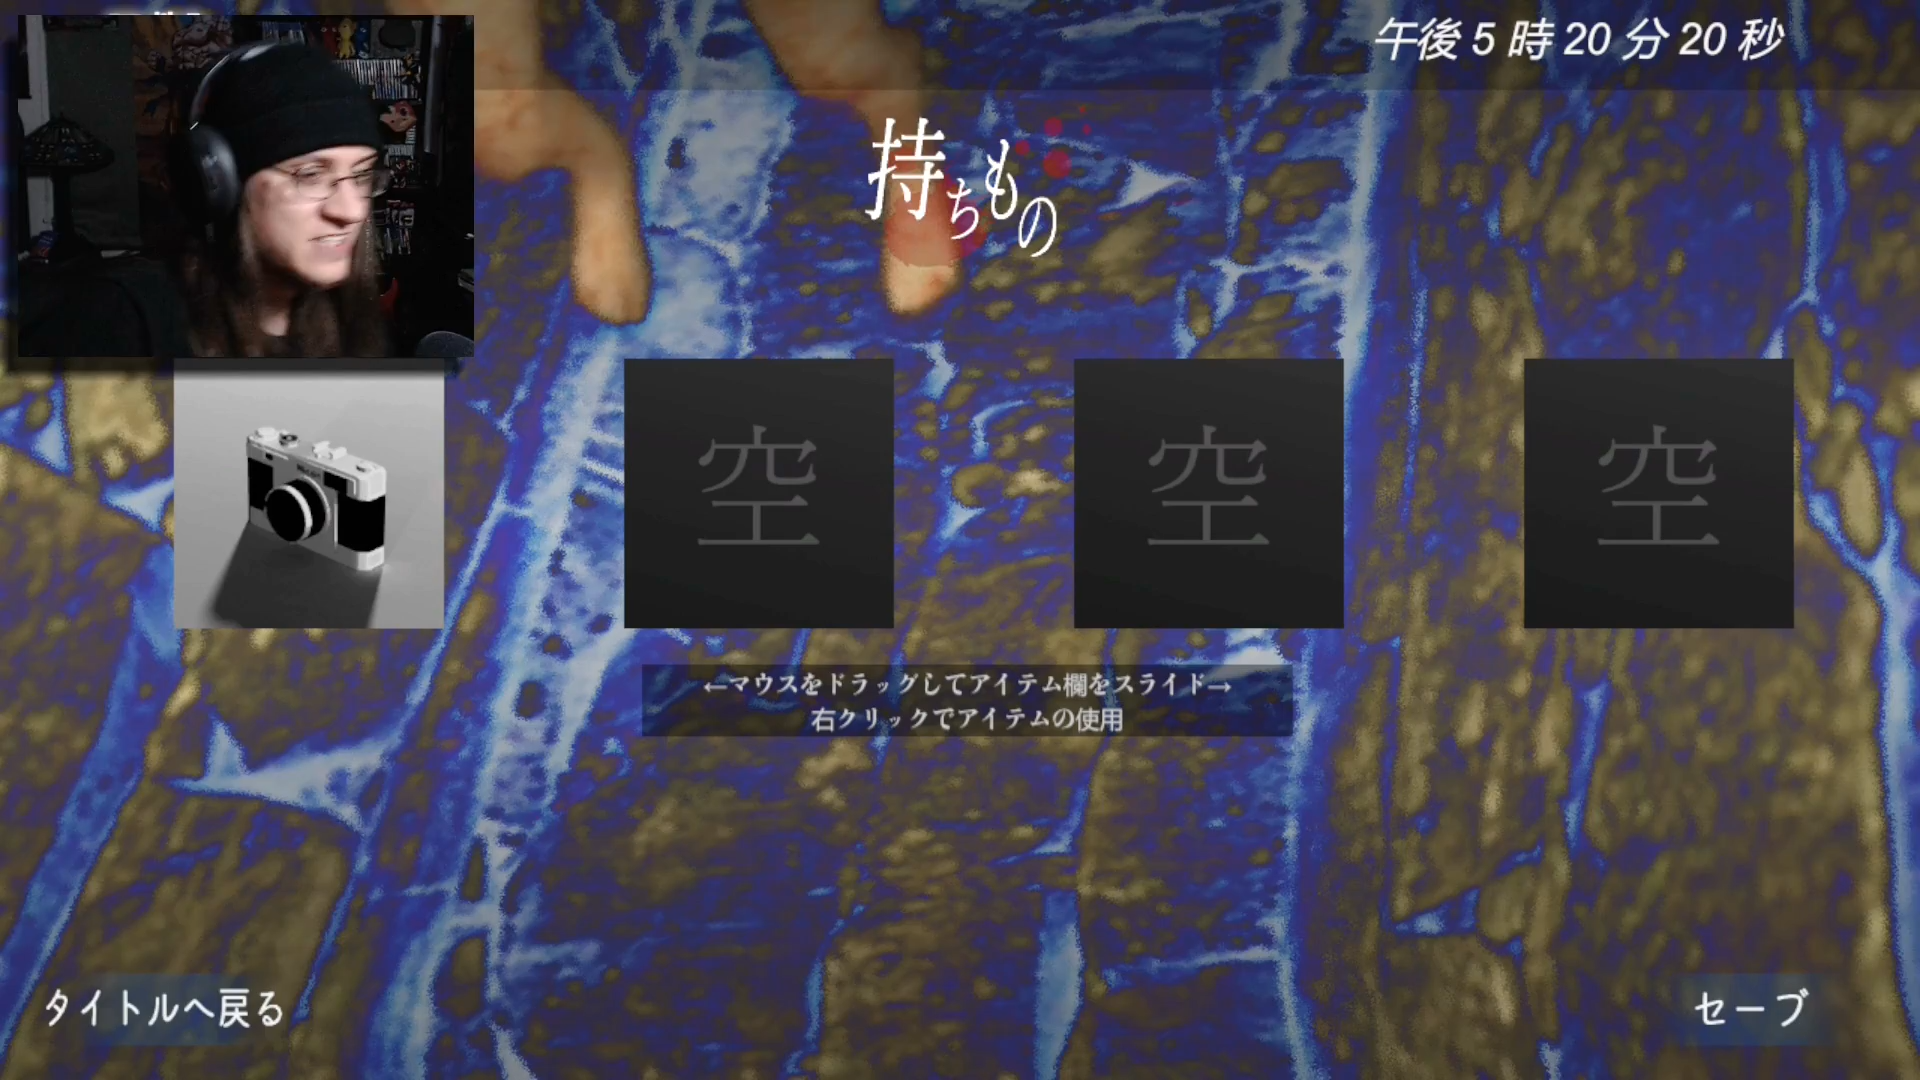 午後5時20分20秒
持ちもの
空
空
空
←マウスをドラッグしてアイテム欄をスライド→
右クリックでアイテムの使用
タイトルへ戻る
セーブ